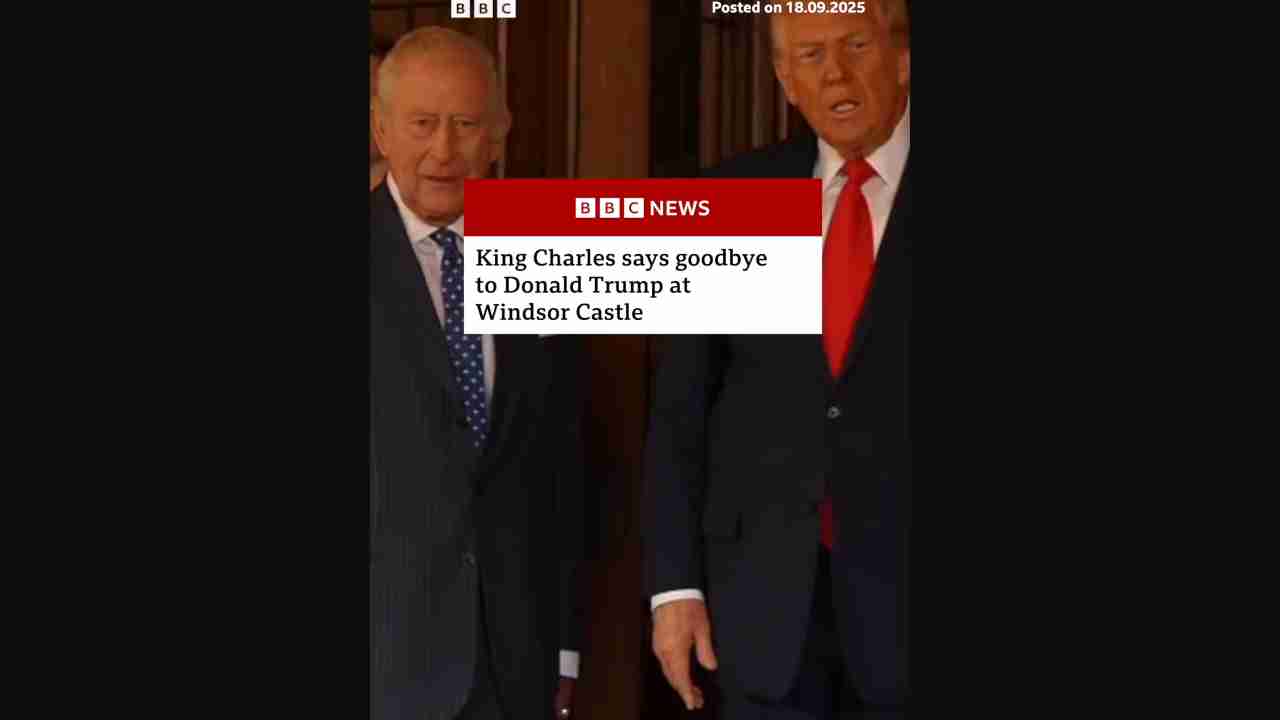 BBC
Posted on 18.09.2025
BBC NEWS
King Charles says goodbye
to Donald Trump at
Windsor Castle